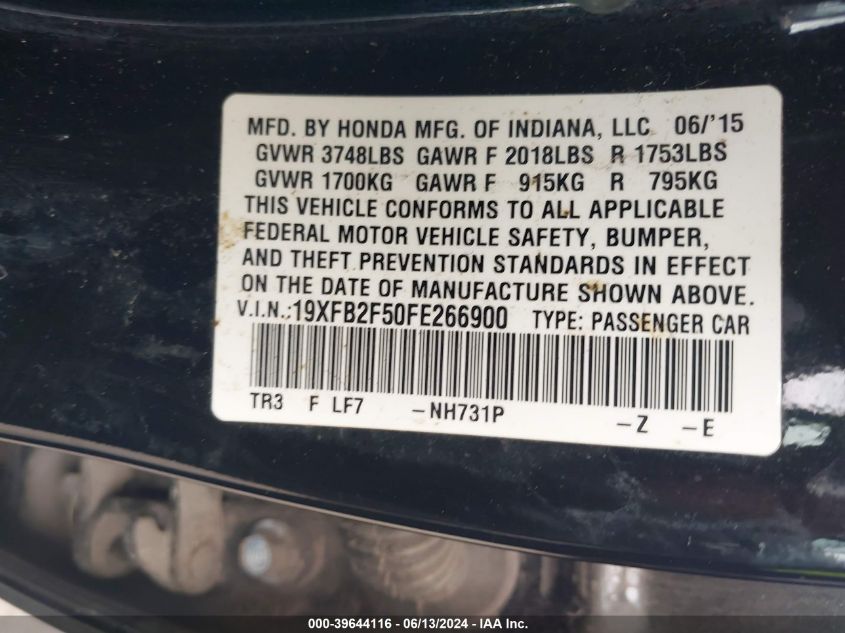 MFD. BY HONDA MFG. OF INDIANA, LLC 06/'15
GVWR 3748LBS GAWR F 2018LBS R 1753LBS
GVWR 1700KG GAWR F 915KG R 795KG
THIS VEHICLE CONFORMS TO ALL APPLICABLE
FEDERAL MOTOR VEHICLE SAFETY, BUMPER,
AND THEFT PREVENTION STANDARDS IN EFFECT
ON THE DATE OF MANUFACTURE SHOWN ABOVE.
V.I.N.:19XFB2F50FE266900 TYPE: PASSENGER CAR
TR3 F LF7 -NH731P -Z -E
000-39644116 - 06/13/2024 - IAA Inc.